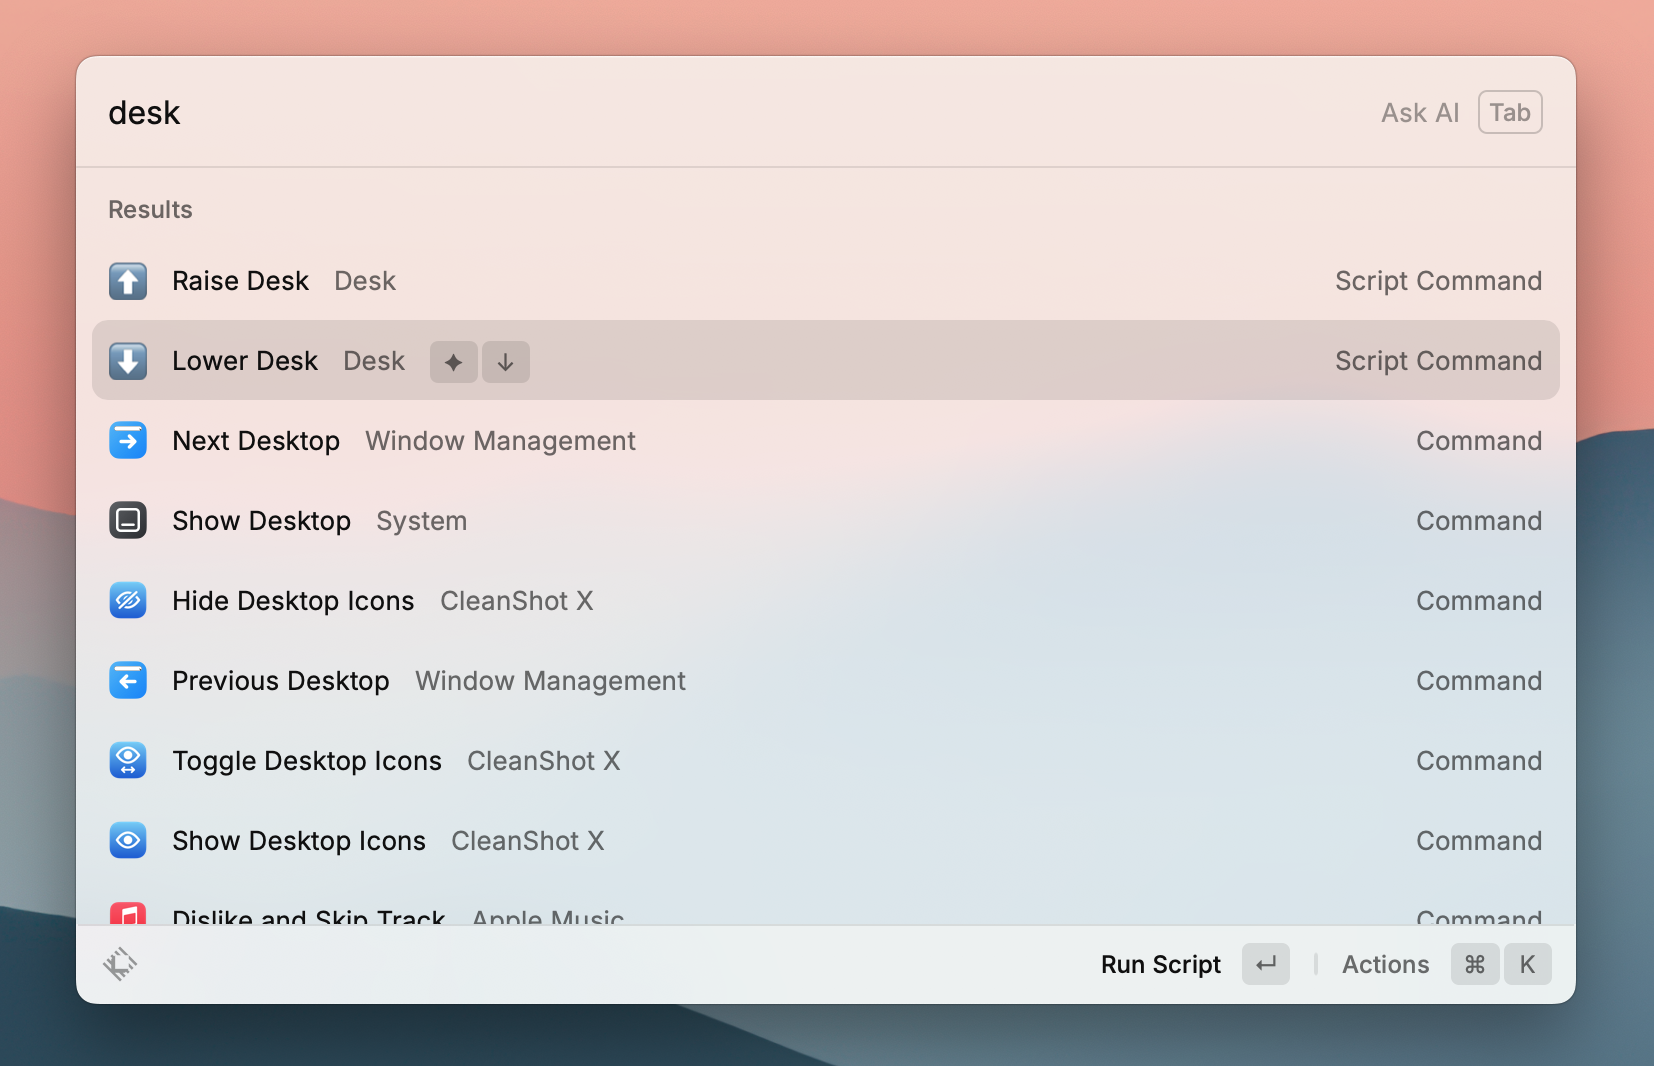 desk Ask AI Tab
Results
Raise Desk Desk Script Command
Lower Desk Desk ✦ ↓ Script Command
Next Desktop Window Management Command
Show Desktop System Command
Hide Desktop Icons CleanShot X Command
Previous Desktop Window Management Command
Toggle Desktop Icons CleanShot X Command
Show Desktop Icons CleanShot X Command
Dislike and Skip Track Apple Music Command
Run Script ↵ Actions ⌘ K